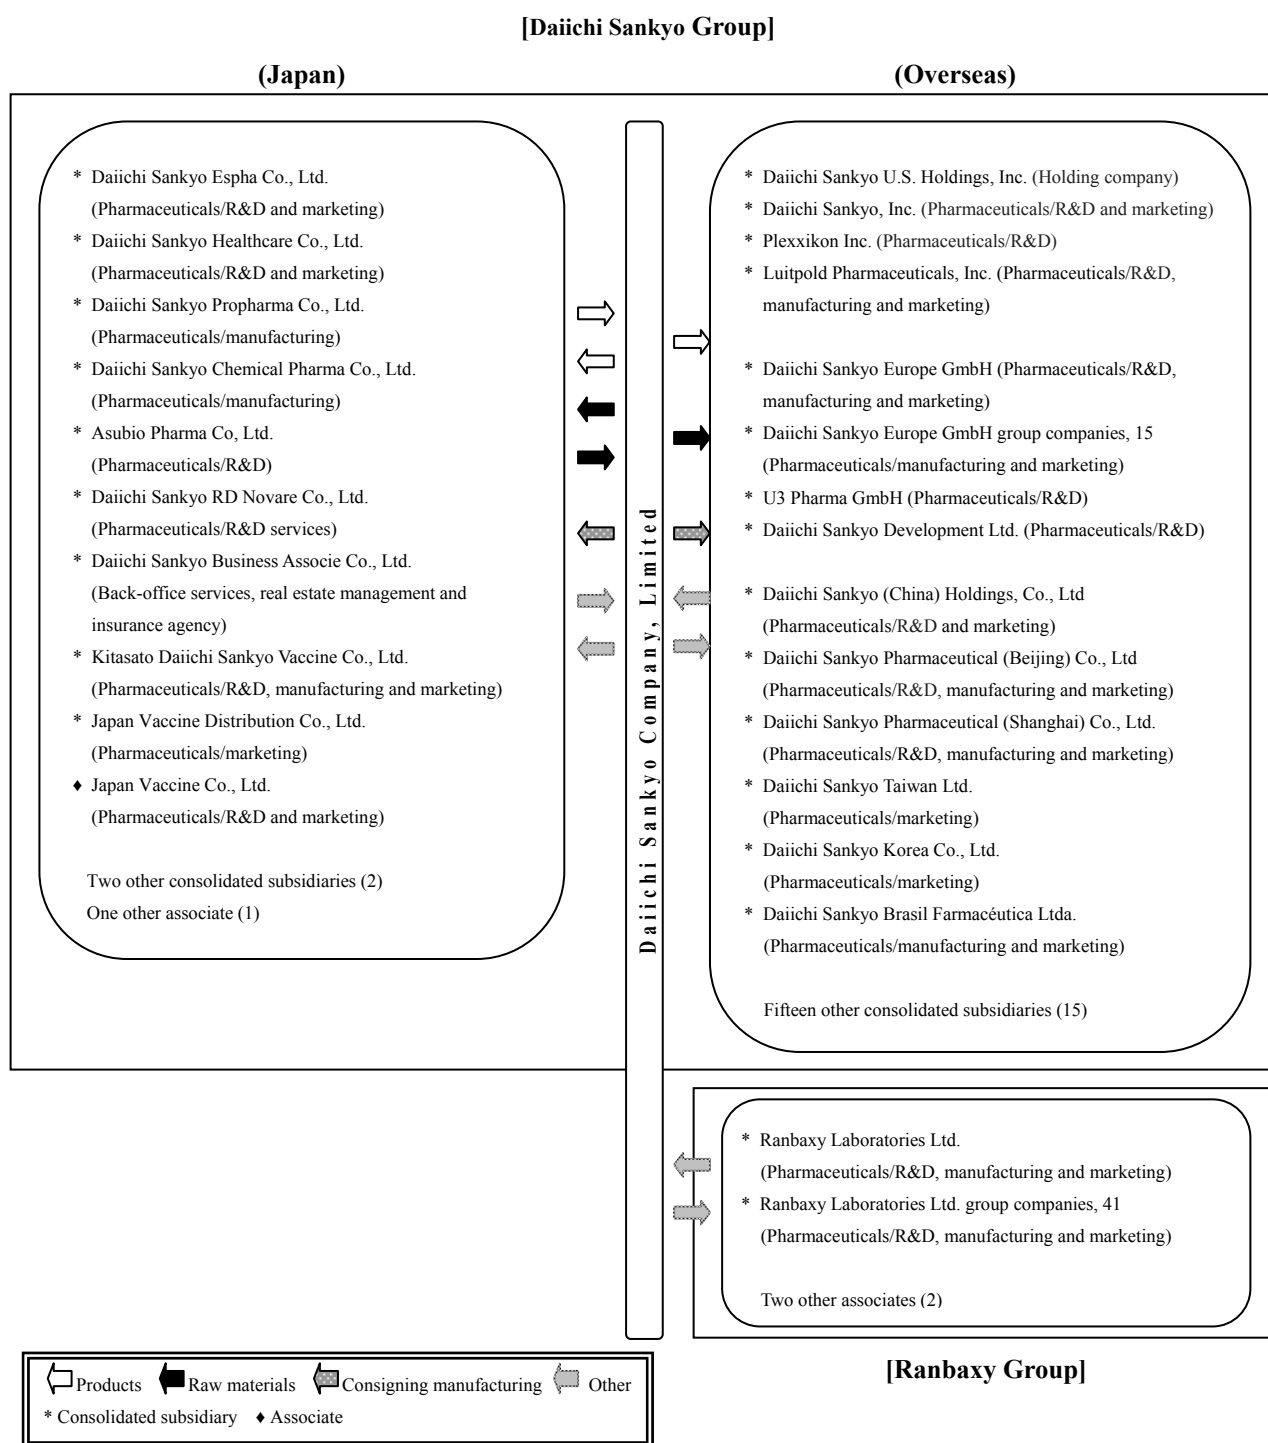 [Daiichi Sankyo Group]
(Japan)
(Overseas)
* Daiichi Sankyo Espha Co., Ltd.
(Pharmaceuticals/R&D and marketing)
* Daiichi Sankyo Healthcare Co., Ltd.
(Pharmaceuticals/R&D and marketing)
* Daiichi Sankyo Propharma Co., Ltd.
(Pharmaceuticals/manufacturing)
* Daiichi Sankyo Chemical Pharma Co., Ltd.
(Pharmaceuticals/manufacturing)
* Asubio Pharma Co, Ltd.
(Pharmaceuticals/R&D)
* Daiichi Sankyo RD Novare Co., Ltd.
(Pharmaceuticals/R&D services)
* Daiichi Sankyo Business Associe Co., Ltd.
(Back-office services, real estate management and
insurance agency)
* Kitasato Daiichi Sankyo Vaccine Co., Ltd.
(Pharmaceuticals/R&D, manufacturing and marketing)
* Japan Vaccine Distribution Co., Ltd.
(Pharmaceuticals/marketing)
♦ Japan Vaccine Co., Ltd.
(Pharmaceuticals/R&D and marketing)
Two other consolidated subsidiaries (2)
One other associate (1)
Daiichi Sankyo Company, Limited
* Daiichi Sankyo U.S. Holdings, Inc. (Holding company)
* Daiichi Sankyo, Inc. (Pharmaceuticals/R&D and marketing)
* Plexxikon Inc. (Pharmaceuticals/R&D)
* Luitpold Pharmaceuticals, Inc. (Pharmaceuticals/R&D,
manufacturing and marketing)
* Daiichi Sankyo Europe GmbH (Pharmaceuticals/R&D,
manufacturing and marketing)
* Daiichi Sankyo Europe GmbH group companies, 15
(Pharmaceuticals/manufacturing and marketing)
* U3 Pharma GmbH (Pharmaceuticals/R&D)
* Daiichi Sankyo Development Ltd. (Pharmaceuticals/R&D)
* Daiichi Sankyo (China) Holdings, Co., Ltd
(Pharmaceuticals/R&D and marketing)
* Daiichi Sankyo Pharmaceutical (Beijing) Co., Ltd
(Pharmaceuticals/R&D, manufacturing and marketing)
* Daiichi Sankyo Pharmaceutical (Shanghai) Co., Ltd.
(Pharmaceuticals/R&D, manufacturing and marketing)
* Daiichi Sankyo Taiwan Ltd.
(Pharmaceuticals/marketing)
* Daiichi Sankyo Korea Co., Ltd.
(Pharmaceuticals/marketing)
* Daiichi Sankyo Brasil Farmacéutica Ltda.
(Pharmaceuticals/manufacturing and marketing)
Fifteen other consolidated subsidiaries (15)
* Ranbaxy Laboratories Ltd.
(Pharmaceuticals/R&D, manufacturing and marketing)
* Ranbaxy Laboratories Ltd. group companies, 41
(Pharmaceuticals/R&D, manufacturing and marketing)
Two other associates (2)
[Ranbaxy Group]
Products Raw materials Consigning manufacturing Other
* Consolidated subsidiary ♦ Associate